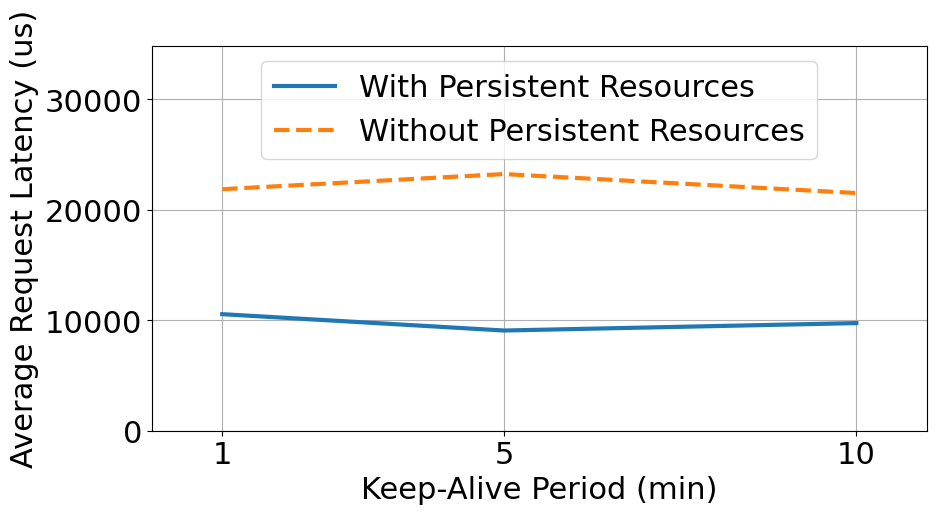 Average Request Latency (us)
30000
20000
10000
0
With Persistent Resources
Without Persistent Resources
1 5 10
Keep-Alive Period (min)